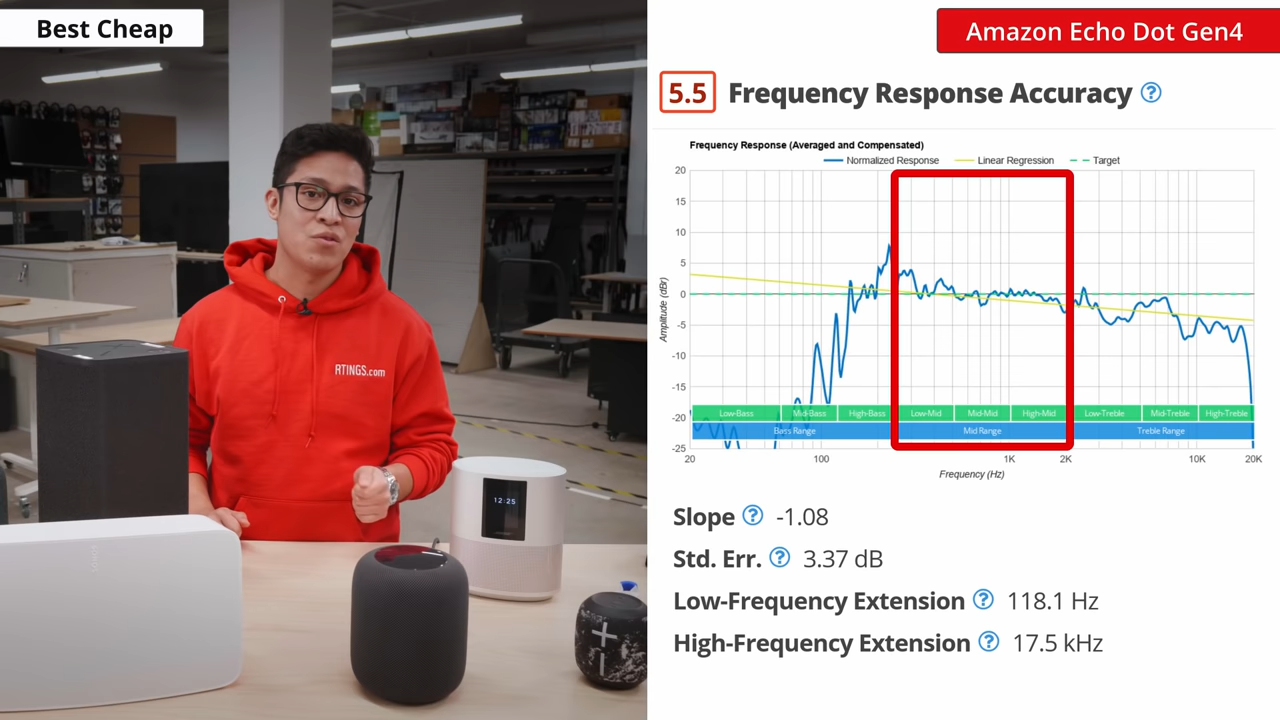 Best Cheap
Amazon Echo Dot Gen4
5.5 Frequency Response Accuracy ?
Frequency Response (Averaged and Compensated)
Normalized Response Linear Regression Target
20
15
10
5
0
-5
-10
-15
-20
-25
Amplitude (dBr)
Low-Bass Mid-Bass High-Bass Low-Mid Mid-Mid High-Mid Low-Treble Mid-Treble High-Treble
Bass Range Mid Range Treble Range
20 100 1K 2K 10K 20K
Frequency (Hz)
Slope ? -1.08
Std. Err. ? 3.37 dB
Low-Frequency Extension ? 118.1 Hz
High-Frequency Extension ? 17.5 kHz
RTINGS.com
12:25
SONOS